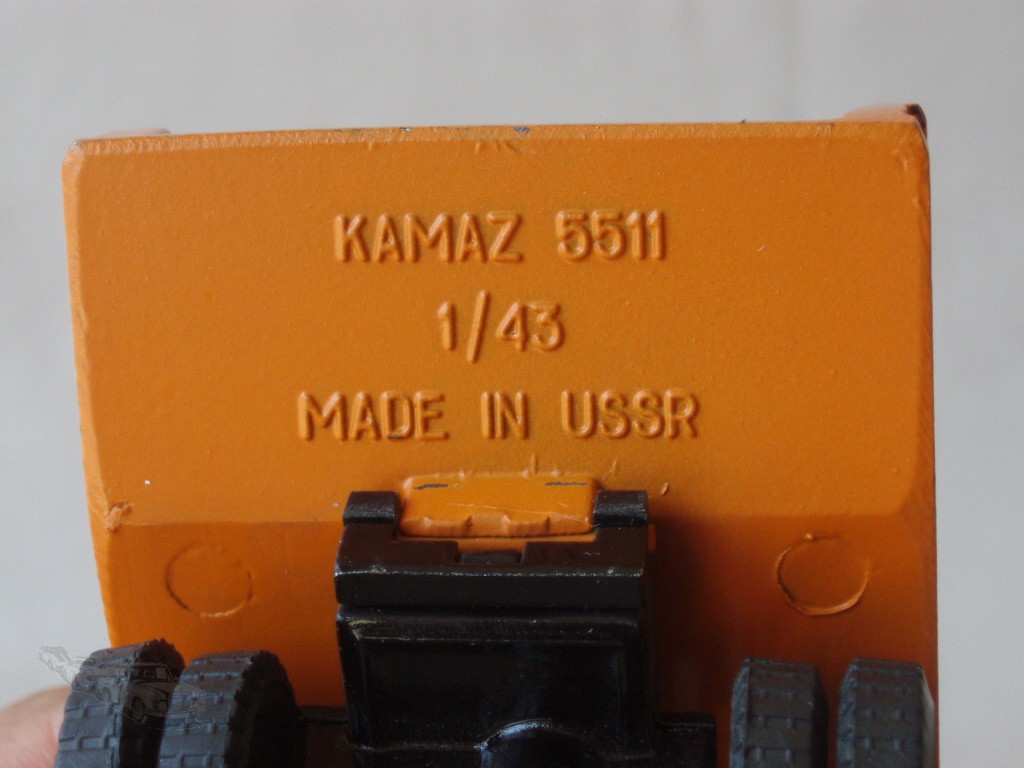 KAMAZ 5511
1/43
MADE IN USSR